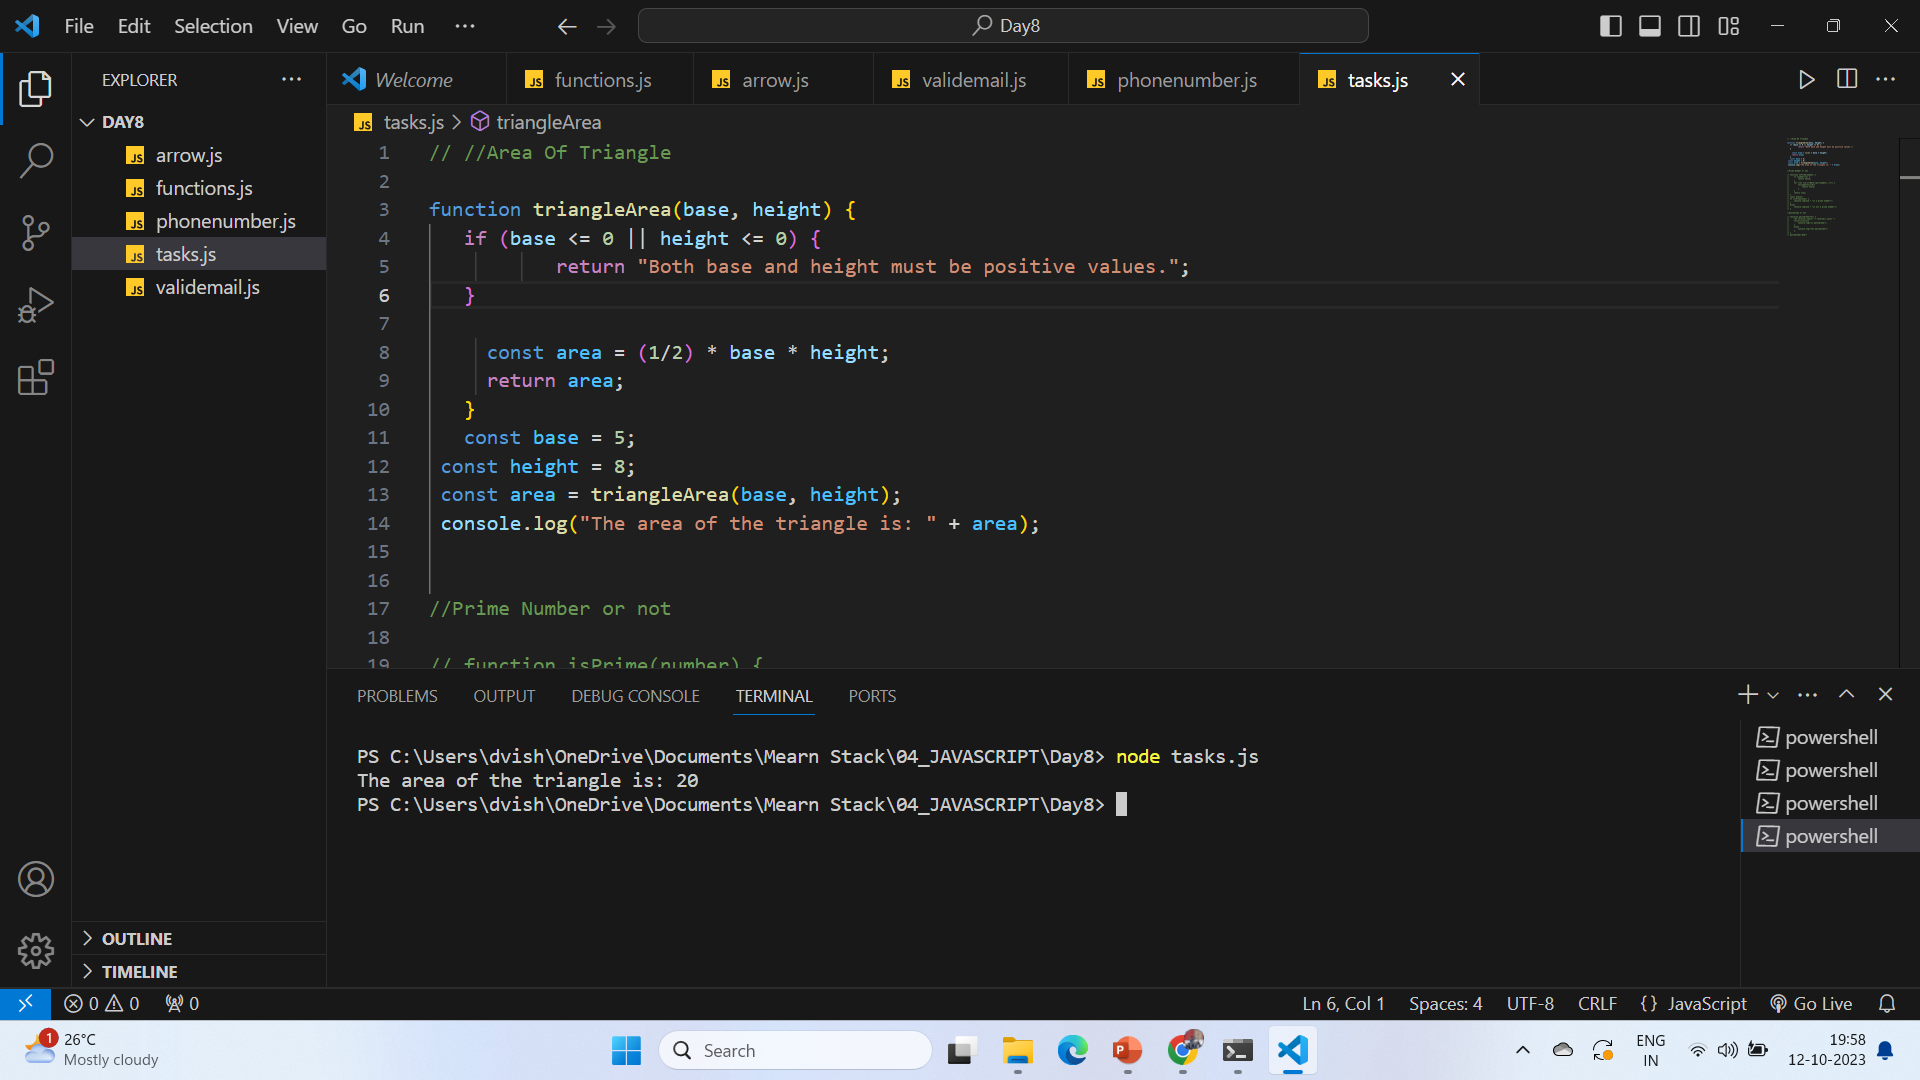 File Edit Selection View Go Run ··· Day8
EXPLORER ···
DAY8
arrow.js
functions.js
phonenumber.js
tasks.js
validemail.js
OUTLINE
TIMELINE
Welcome functions.js arrow.js validemail.js phonenumber.js tasks.js
tasks.js > triangleArea
1 // //Area Of Triangle
2
3 function triangleArea(base, height) {
4 if (base <= 0 || height <= 0) {
5 return "Both base and height must be positive values.";
6 }
7
8 const area = (1/2) * base * height;
9 return area;
10 }
11 const base = 5;
12 const height = 8;
13 const area = triangleArea(base, height);
14 console.log("The area of the triangle is: " + area);
15
16
17 //Prime Number or not
18
19 // function isPrime(number) {
PROBLEMS OUTPUT DEBUG CONSOLE TERMINAL PORTS
PS C:\Users\dvish\OneDrive\Documents\Mearn Stack\04_JAVASCRIPT\Day8> node tasks.js
The area of the triangle is: 20
PS C:\Users\dvish\OneDrive\Documents\Mearn Stack\04_JAVASCRIPT\Day8>
powershell
powershell
powershell
powershell
0 0 0 Ln 6, Col 1 Spaces: 4 UTF-8 CRLF {} JavaScript Go Live
1 26°C
Mostly cloudy
Search
ENG
IN
19:58
12-10-2023